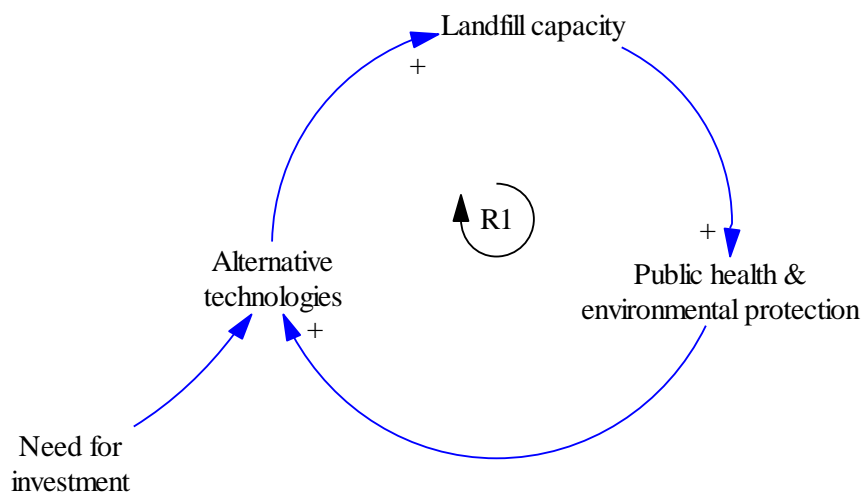 Landfill capacity
+
R1
+
Alternative
technologies
Public health &
environmental protection
+
Need for
investment